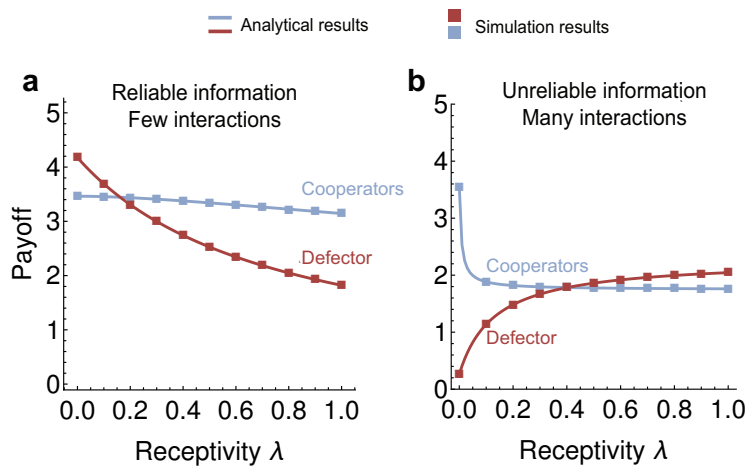 Analytical results
Simulation results
a
Reliable information
Few interactions
5
4
3
2
1
0
Payoff
Cooperators
Defector
0.0 0.2 0.4 0.6 0.8 1.0
Receptivity λ
b
Unreliable information
Many interactions
5
4
3
2
1
0
Cooperators
Defector
0.0 0.2 0.4 0.6 0.8 1.0
Receptivity λ